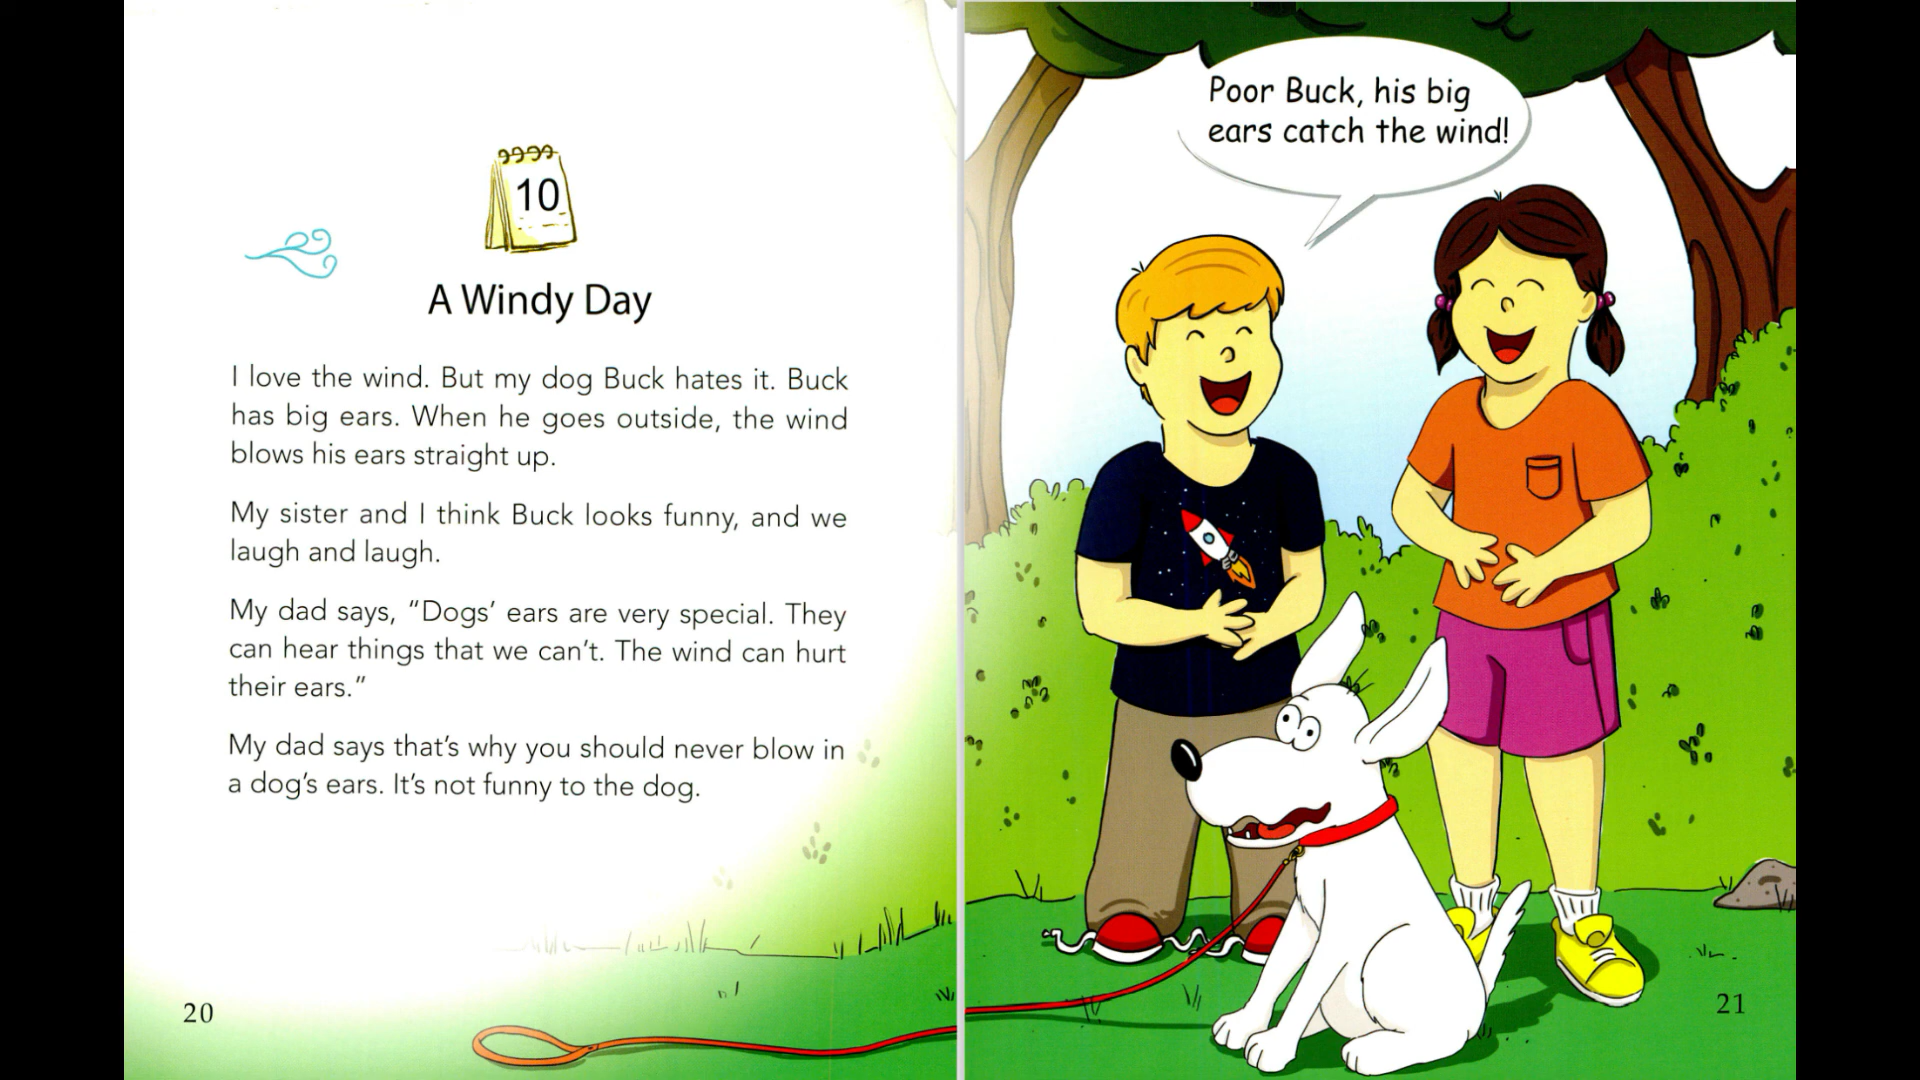 10
A Windy Day
I love the wind. But my dog Buck hates it. Buck
has big ears. When he goes outside, the wind
blows his ears straight up.
My sister and I think Buck looks funny, and we
laugh and laugh.
My dad says, “Dogs’ ears are very special. They
can hear things that we can’t. The wind can hurt
their ears.”
My dad says that’s why you should never blow in
a dog’s ears. It’s not funny to the dog.
20
Poor Buck, his big
ears catch the wind!
21